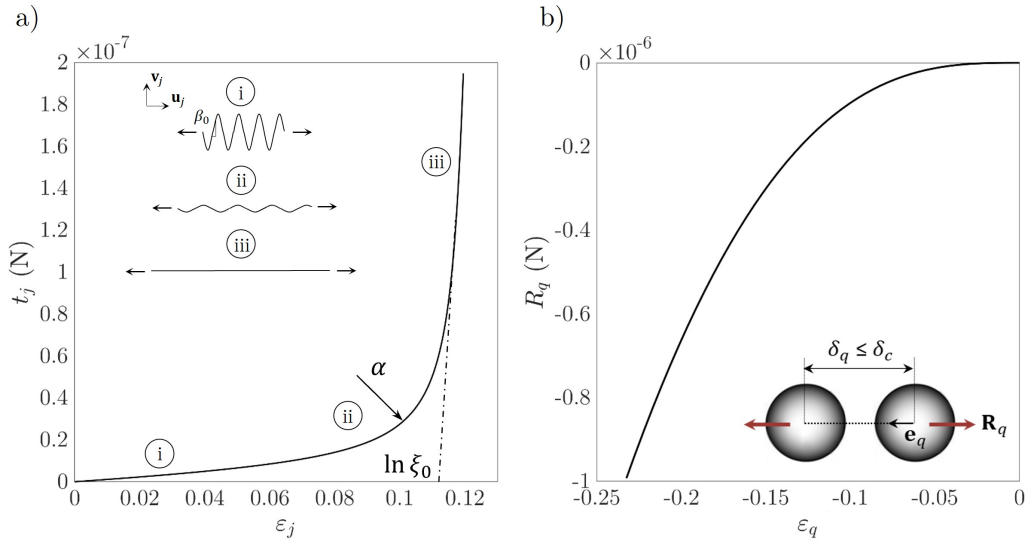 a)
×10⁻⁷
2
1.8
1.6
1.4
1.2
1
0.8
0.6
0.4
0.2
0
t_j (N)
v_j
u_j
β₀
i
ii
iii
iii
α
ii
i
ln ξ₀
0
0.02
0.04
0.06
0.08
0.1
0.12
ε_j
b)
×10⁻⁶
0
-0.2
-0.4
-0.6
-0.8
-1
R_q (N)
δ_q ≤ δ_c
e_q
R_q
-0.25
-0.2
-0.15
-0.1
-0.05
0
ε_q